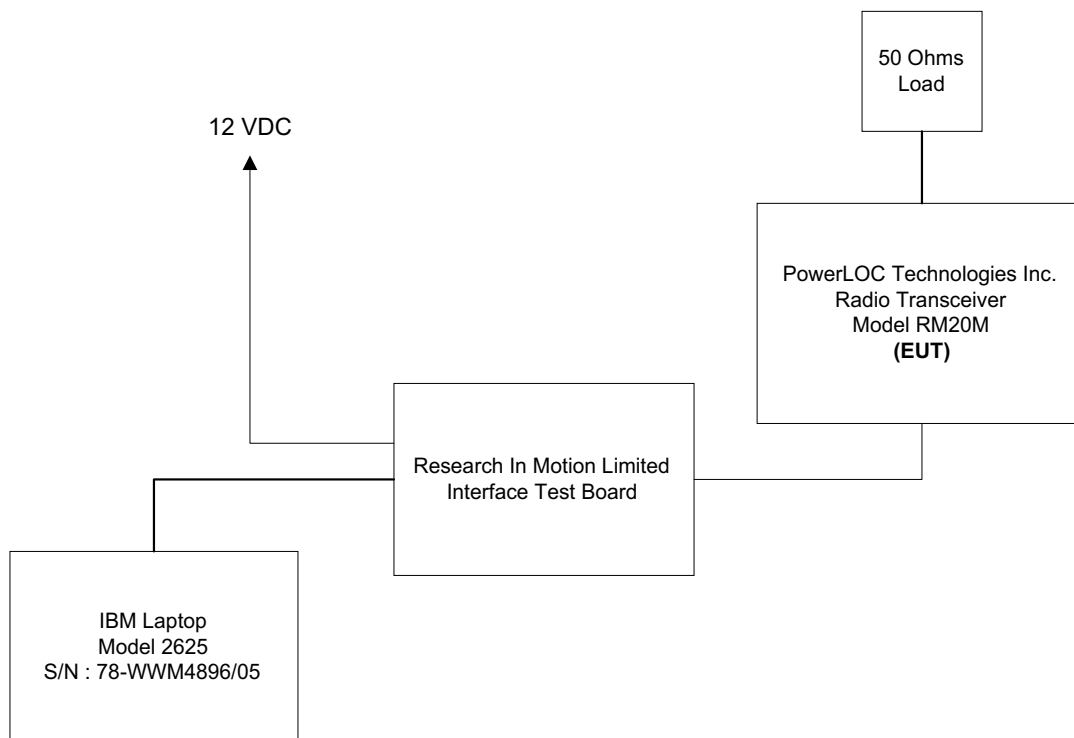 50 Ohms
Load
12 VDC
PowerLOC Technologies Inc.
Radio Transceiver
Model RM20M
(EUT)
Research In Motion Limited
Interface Test Board
IBM Laptop
Model 2625
S/N : 78-WWM4896/05